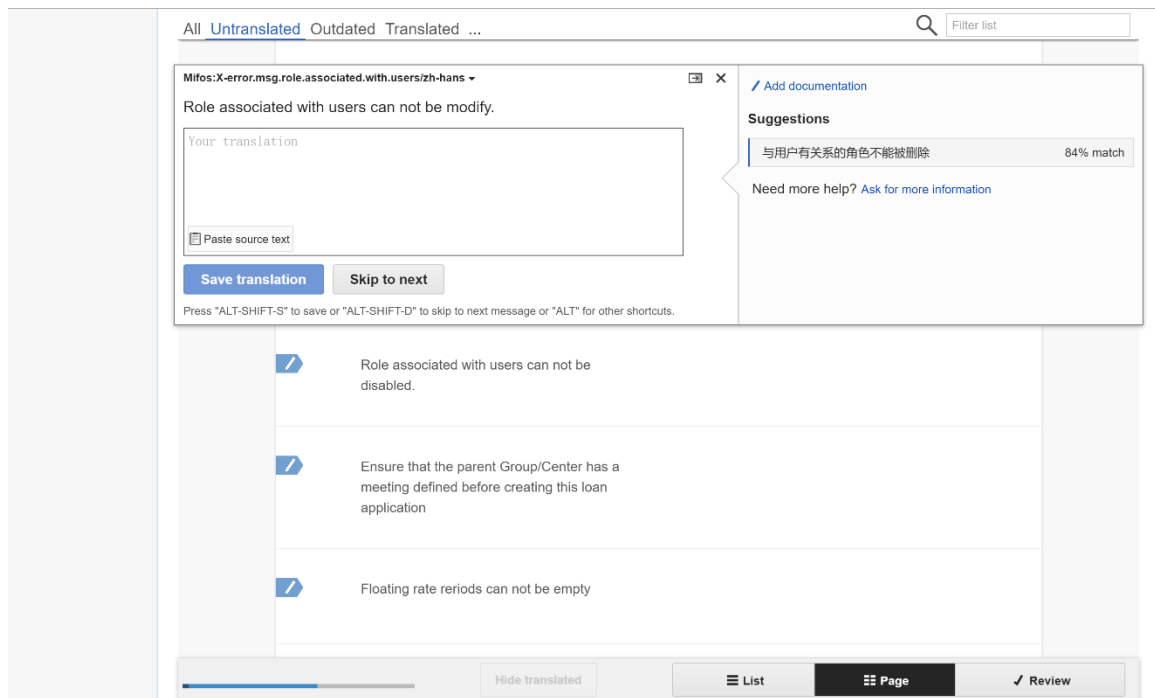 All Untranslated Outdated Translated ...
Filter list
Mifos:X-error.msg.role.associated.with.users/zh-hans
Role associated with users can not be modify.
Your translation
Paste source text
Save translation
Skip to next
Press "ALT-SHIFT-S" to save or "ALT-SHIFT-D" to skip to next message or "ALT" for other shortcuts.
Add documentation
Suggestions
与用户有关系的角色不能被删除 84% match
Need more help? Ask for more information
Role associated with users can not be
disabled.
Ensure that the parent Group/Center has a
meeting defined before creating this loan
application
Floating rate reriods can not be empty
Hide translated
List
Page
Review